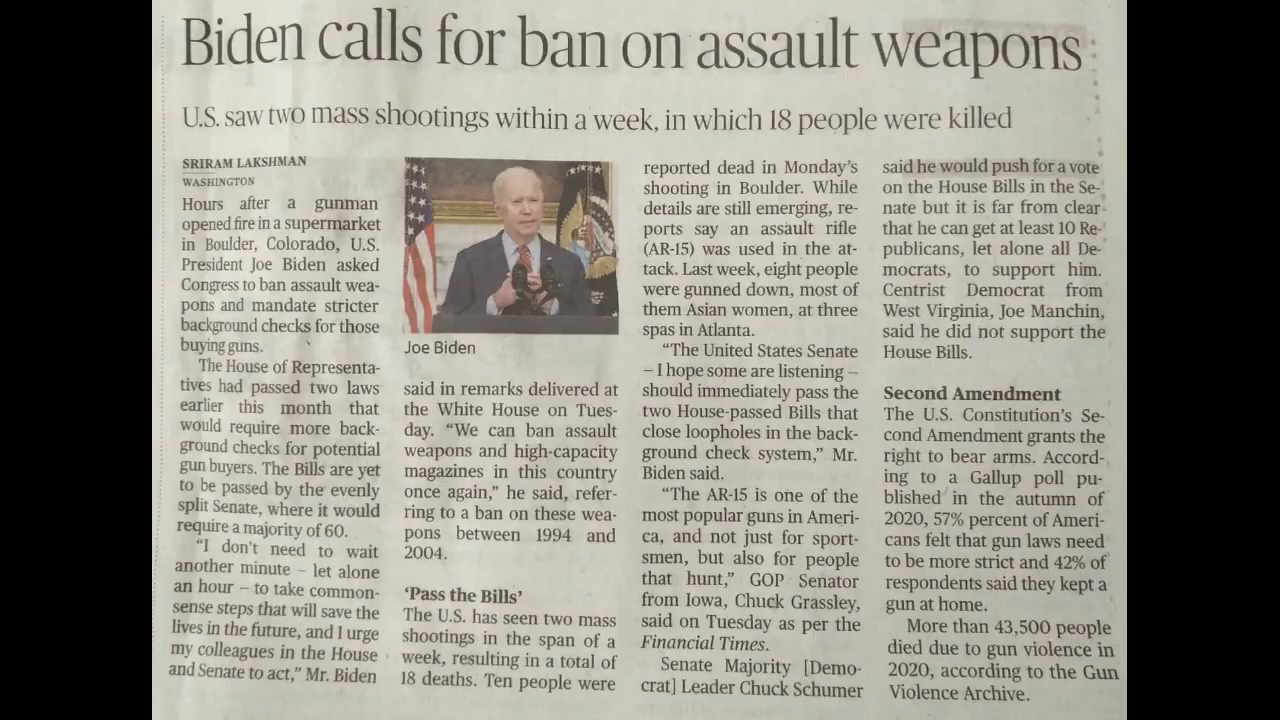 Biden calls for ban on assault weapons
U.S. saw two mass shootings within a week, in which 18 people were killed
SRIRAM LAKSHMAN
WASHINGTON
Hours after a gunman
opened fire in a supermarket
in Boulder, Colorado, U.S.
President Joe Biden asked
Congress to ban assault wea-
pons and mandate stricter
background checks for those
buying guns.
The House of Representa-
tives had passed two laws
earlier this month that
would require more back-
ground checks for potential
gun buyers. The Bills are yet
to be passed by the evenly
split Senate, where it would
require a majority of 60.
“I don’t need to wait
another minute – let alone
an hour – to take common-
sense steps that will save the
lives in the future, and I urge
my colleagues in the House
and Senate to act,” Mr. Biden
Joe Biden
said in remarks delivered at
the White House on Tues-
day. “We can ban assault
weapons and high-capacity
magazines in this country
once again,” he said, refer-
ring to a ban on these wea-
pons between 1994 and
2004.
‘Pass the Bills’
The U.S. has seen two mass
shootings in the span of a
week, resulting in a total of
18 deaths. Ten people were
reported dead in Monday’s
shooting in Boulder. While
details are still emerging, re-
ports say an assault rifle
(AR-15) was used in the at-
tack. Last week, eight people
were gunned down, most of
them Asian women, at three
spas in Atlanta.
“The United States Senate
– I hope some are listening –
should immediately pass the
two House-passed Bills that
close loopholes in the back-
ground check system,” Mr.
Biden said.
“The AR-15 is one of the
most popular guns in Ameri-
ca, and not just for sport-
smen, but also for people
that hunt,” GOP Senator
from Iowa, Chuck Grassley,
said on Tuesday as per the
Financial Times.
Senate Majority [Demo-
crat] Leader Chuck Schumer
said he would push for a vote
on the House Bills in the Se-
nate but it is far from clear
that he can get at least 10 Re-
publicans, let alone all De-
mocrats, to support him.
Centrist Democrat from
West Virginia, Joe Manchin,
said he did not support the
House Bills.
Second Amendment
The U.S. Constitution’s Se-
cond Amendment grants the
right to bear arms. Accord-
ing to a Gallup poll pu-
blished in the autumn of
2020, 57% percent of Ameri-
cans felt that gun laws need
to be more strict and 42% of
respondents said they kept a
gun at home.
More than 43,500 people
died due to gun violence in
2020, according to the Gun
Violence Archive.